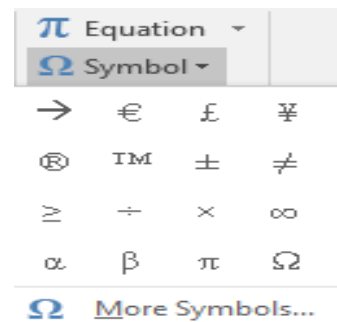 π Equation
Ω Symbol
→ € £ ¥
® ™ ± ≠
≥ ÷ × ∞
α β π Ω
Ω More Symbols...